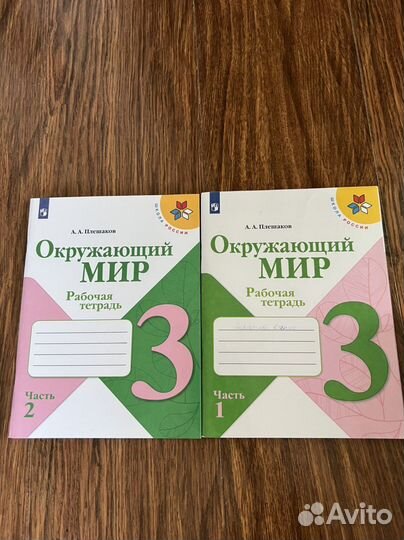 ШКОЛА РОССИИ
А. А. Плешаков
Окружающий
МИР
Рабочая
тетрадь
3
Часть
2
ШКОЛА РОССИИ
А. А. Плешаков
Окружающий
МИР
Рабочая
тетрадь
3
Часть
1
Avito